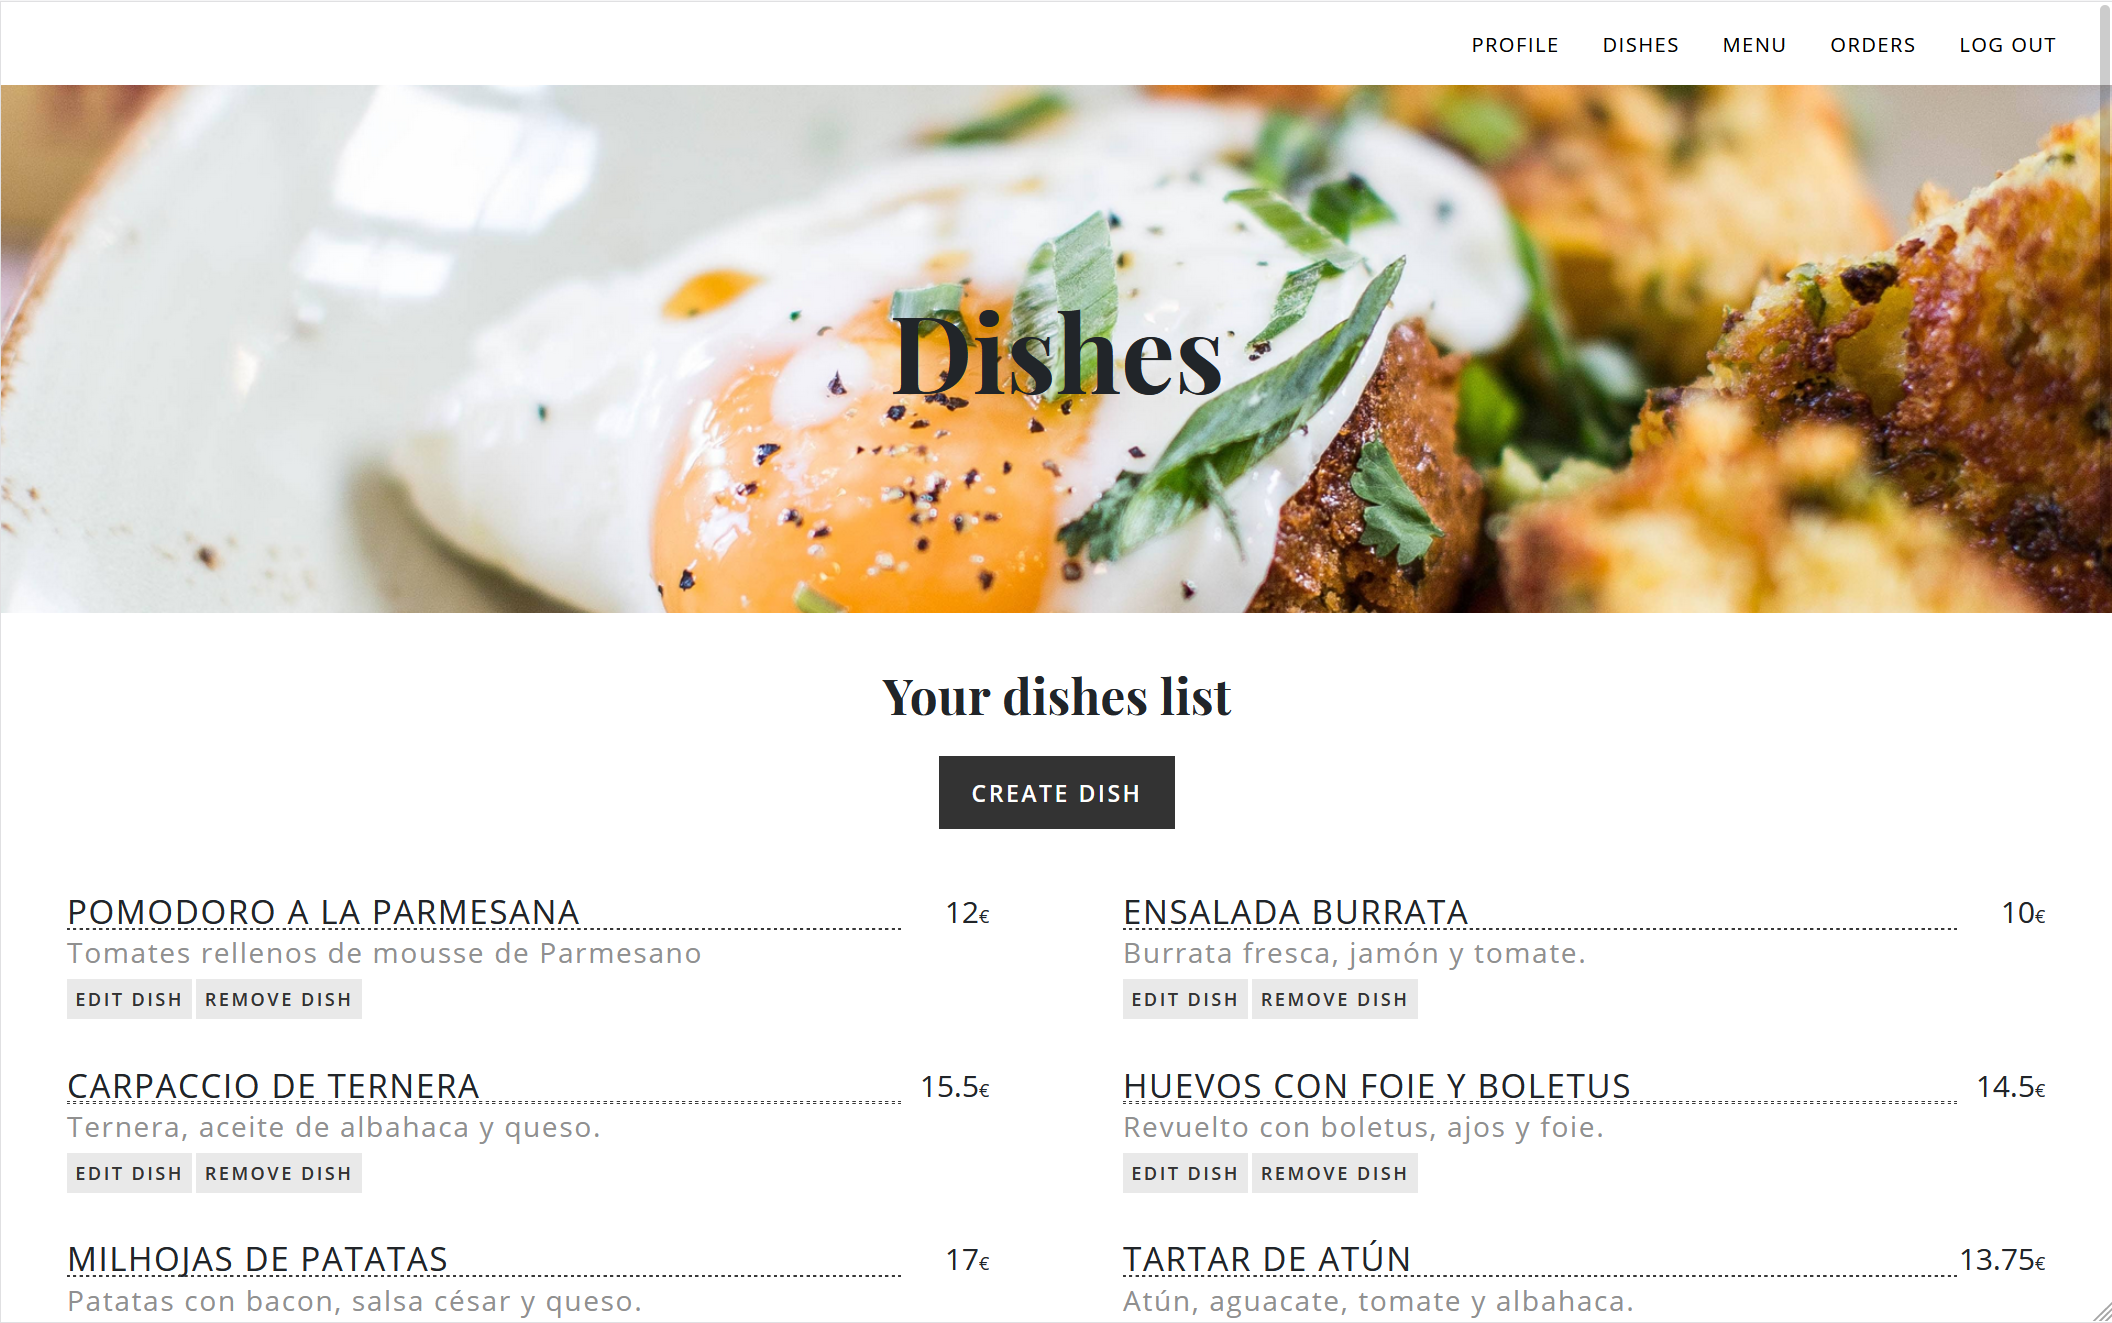 PROFILE DISHES MENU ORDERS LOG OUT
Dishes
Your dishes list
CREATE DISH
POMODORO A LA PARMESANA 12€
Tomates rellenos de mousse de Parmesano
EDIT DISH REMOVE DISH
ENSALADA BURRATA 10€
Burrata fresca, jamón y tomate.
EDIT DISH REMOVE DISH
CARPACCIO DE TERNERA 15.5€
Ternera, aceite de albahaca y queso.
EDIT DISH REMOVE DISH
HUEVOS CON FOIE Y BOLETUS 14.5€
Revuelto con boletus, ajos y foie.
EDIT DISH REMOVE DISH
MILHOJAS DE PATATAS 17€
Patatas con bacon, salsa césar y queso.
TARTAR DE ATÚN 13.75€
Atún, aguacate, tomate y albahaca.